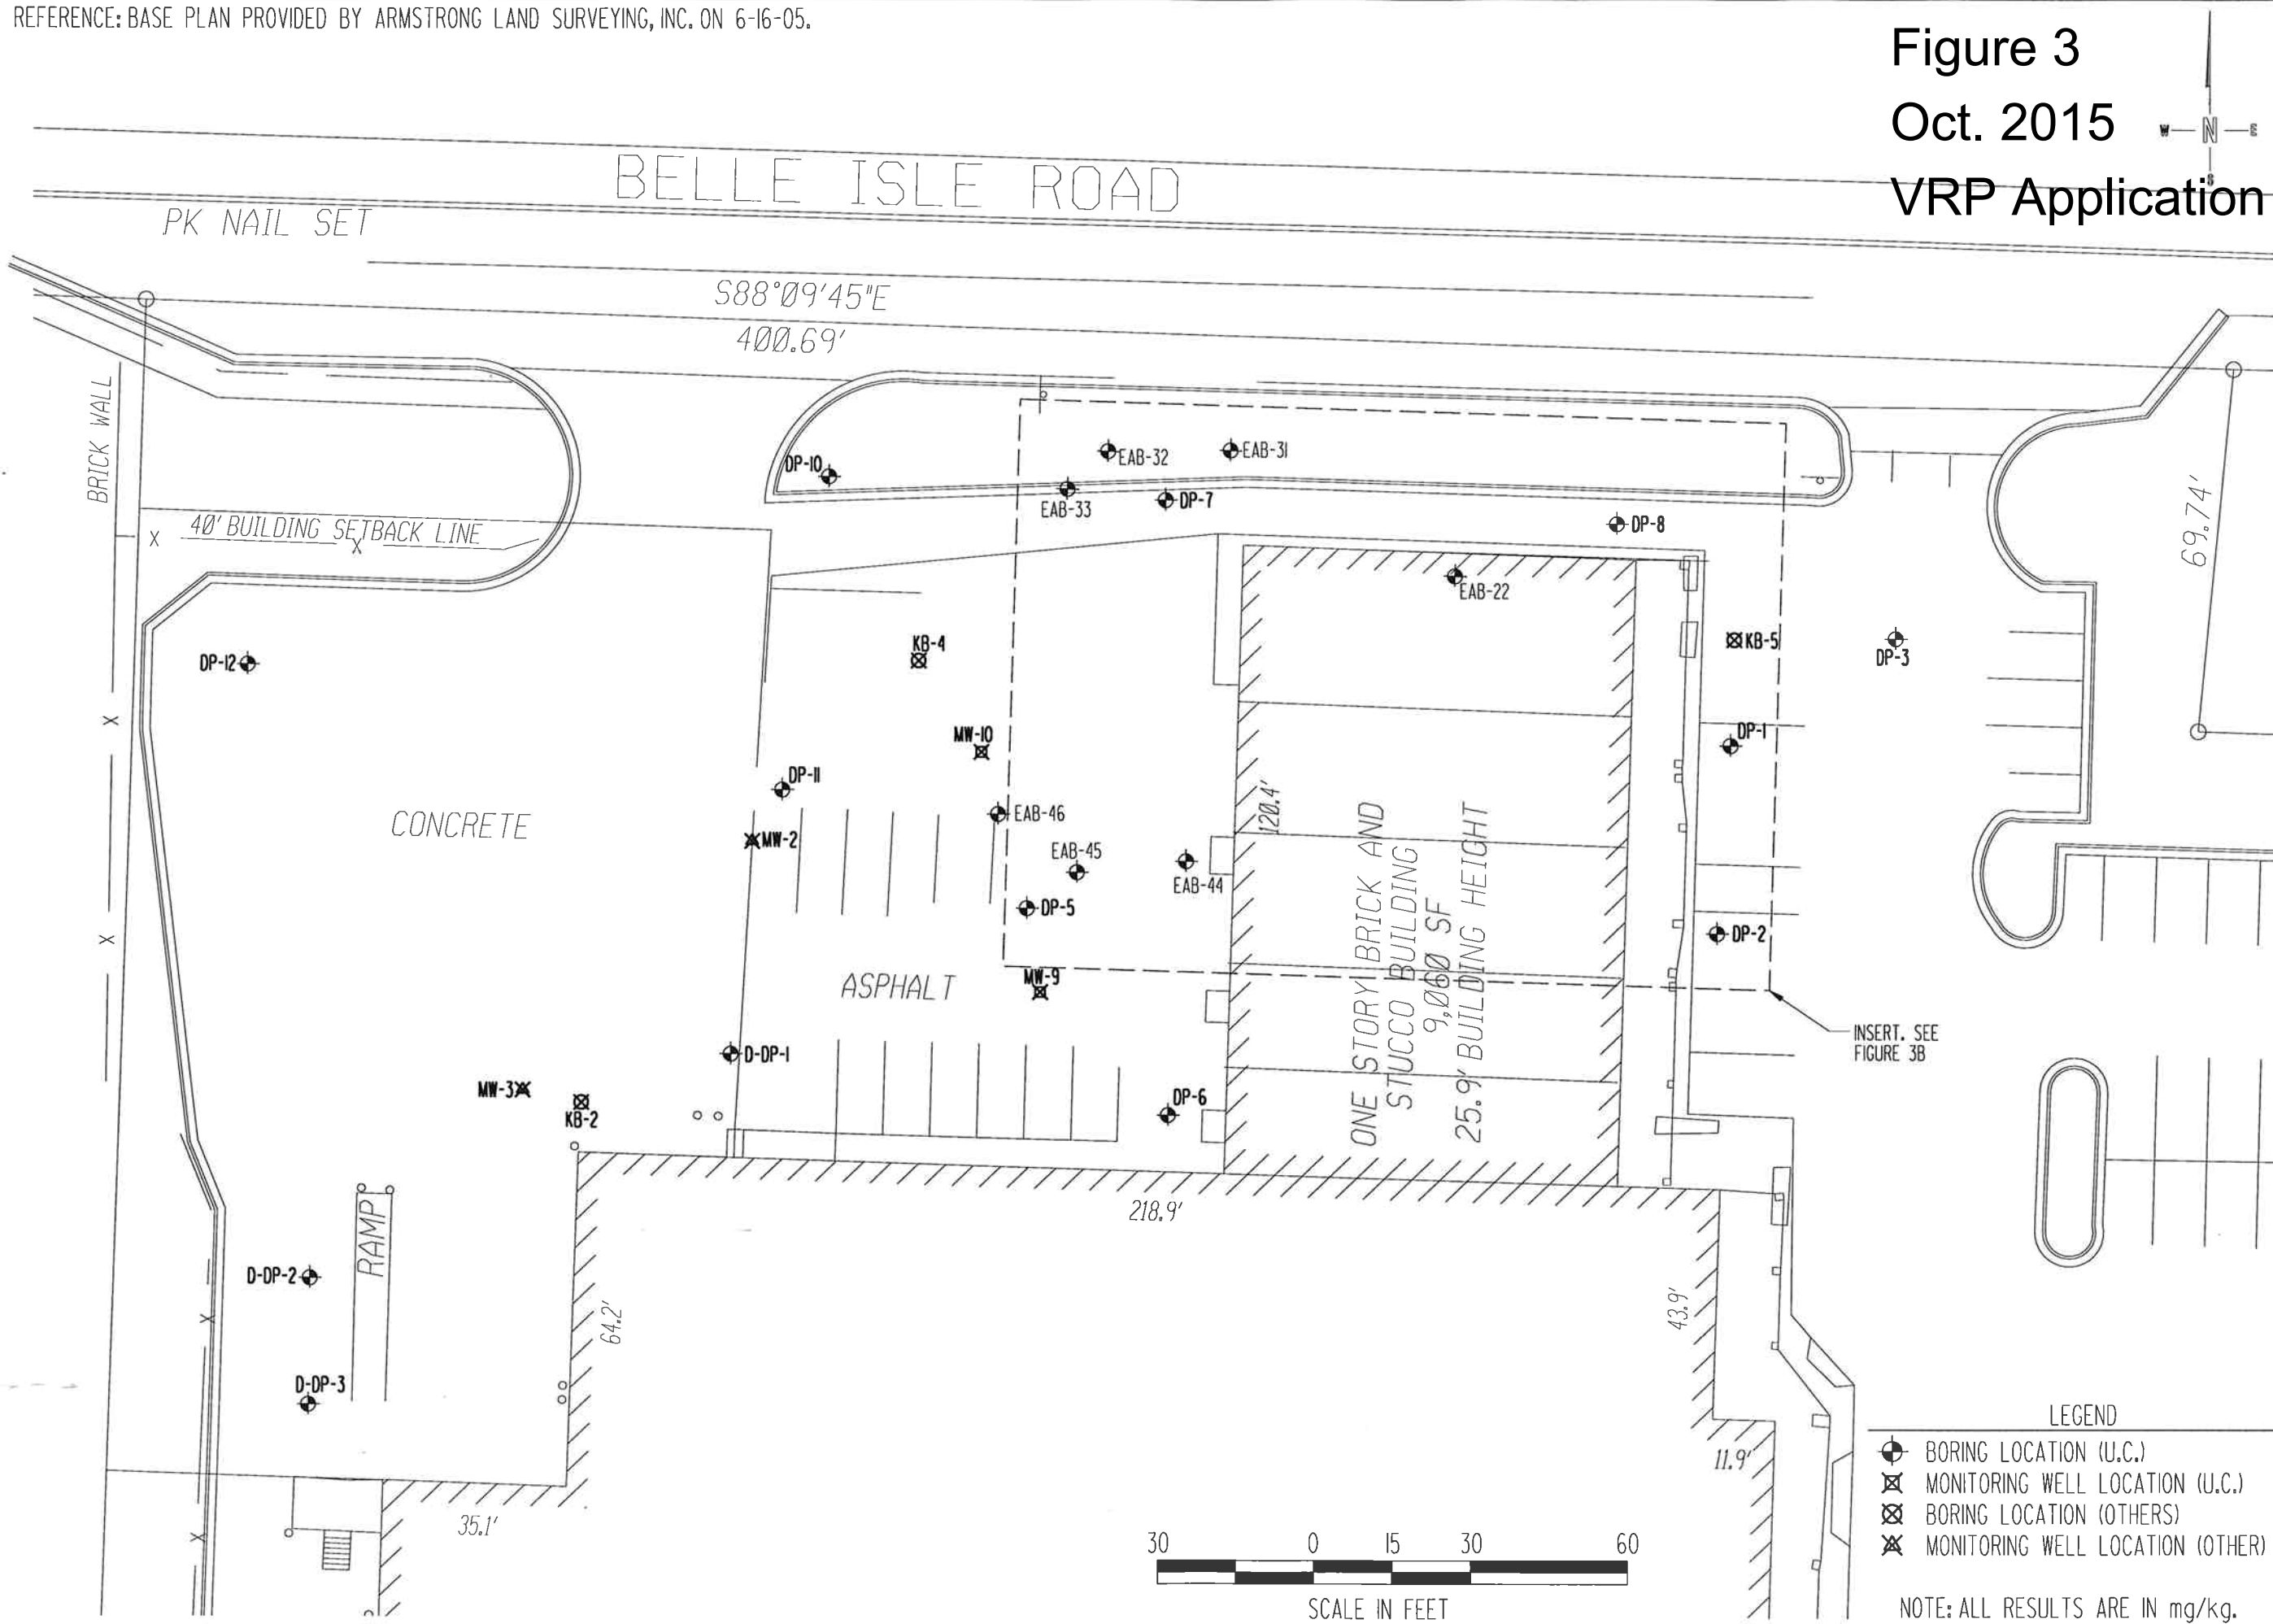 REFERENCE: BASE PLAN PROVIDED BY ARMSTRONG LAND SURVEYING, INC. ON 6-16-05.
Figure 3
Oct. 2015
VRP Application
W N E
S
BELLE ISLE ROAD
PK NAIL SET
S88°09'45"E
400.69'
BRICK WALL
40' BUILDING SETBACK LINE
X
X
DP-10
EAB-32
EAB-31
EAB-33
DP-7
DP-8
69.74'
EAB-22
DP-12
KB-4
KB-5
DP-3
X
MW-10
DP-1
DP-11
CONCRETE
EAB-46
120.4'
MW-2
EAB-45
EAB-44
DP-5
DP-2
X
ONE STORY BRICK AND
STUCCO BUILDING
9,060 SF
25.9' BUILDING HEIGHT
ASPHALT
MW-9
INSERT. SEE
FIGURE 3B
D-DP-1
MW-3
KB-2
DP-6
218.9'
RAMP
D-DP-2
X
64.2'
43.9'
D-DP-3
11.9'
35.1'
X
LEGEND
BORING LOCATION (U.C.)
MONITORING WELL LOCATION (U.C.)
BORING LOCATION (OTHERS)
MONITORING WELL LOCATION (OTHER)
30 0 15 30 60
SCALE IN FEET
NOTE: ALL RESULTS ARE IN mg/kg.